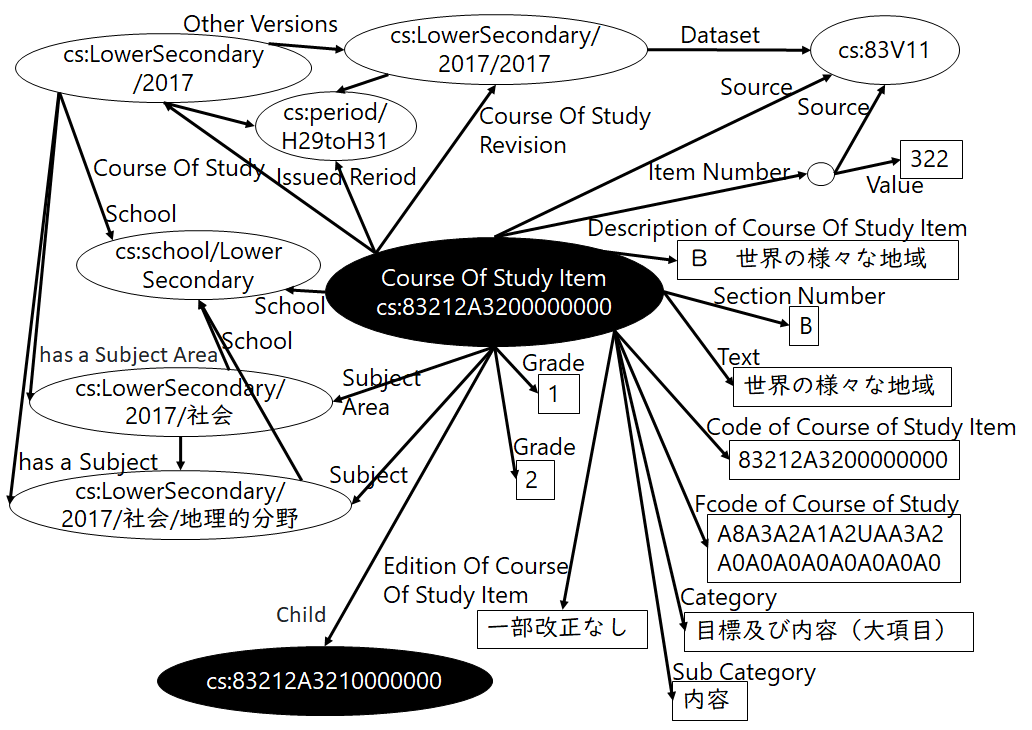 Other Versions
cs:LowerSecondary
/2017
cs:LowerSecondary/
2017/2017
Dataset
cs:83V11
cs:period/
H29toH31
Source
Source
Course Of Study
Revision
Course Of Study
Issued Reriod
Item Number
322
Value
School
Description of Course Of Study Item
B　世界の様々な地域
cs:school/Lower
Secondary
Course Of Study Item
cs:83212A3200000000
School
Section Number
B
School
has a Subject Area
Text
世界の様々な地域
Subject
Area
Grade
1
cs:LowerSecondary/
2017/社会
Code of Course of Study Item
83212A3200000000
has a Subject
Subject
Grade
2
cs:LowerSecondary/
2017/社会/地理的分野
Fcode of Course of Study
A8A3A2A1A2UAA3A2
A0A0A0A0A0A0A0A0
Edition Of Course
Of Study Item
一部改正なし
Category
目標及び内容（大項目）
Child
cs:83212A3210000000
Sub Category
内容